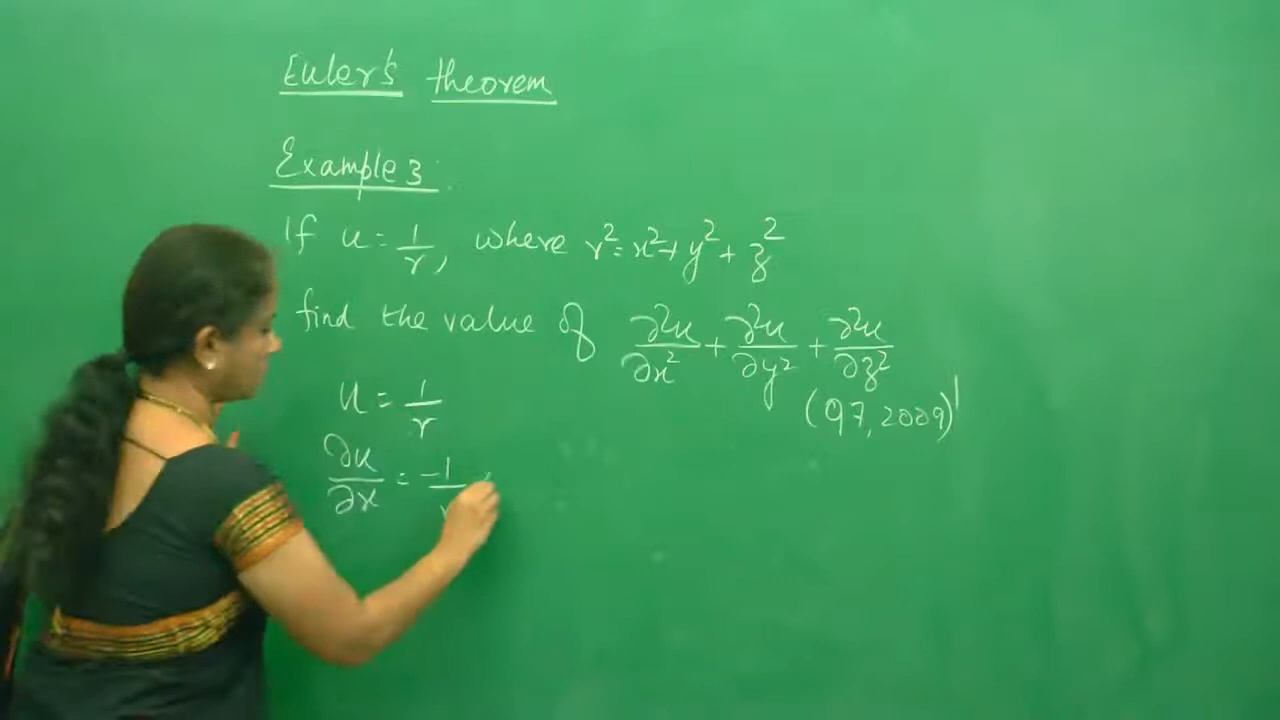 Euler's theorem
Example 3:
If u = 1/r, where r² = x² + y² + z²
find the value of ∂²u/∂x² + ∂²u/∂y² + ∂²u/∂z²
(Q7, 2009)
u = 1/r
∂u/∂x = -1/